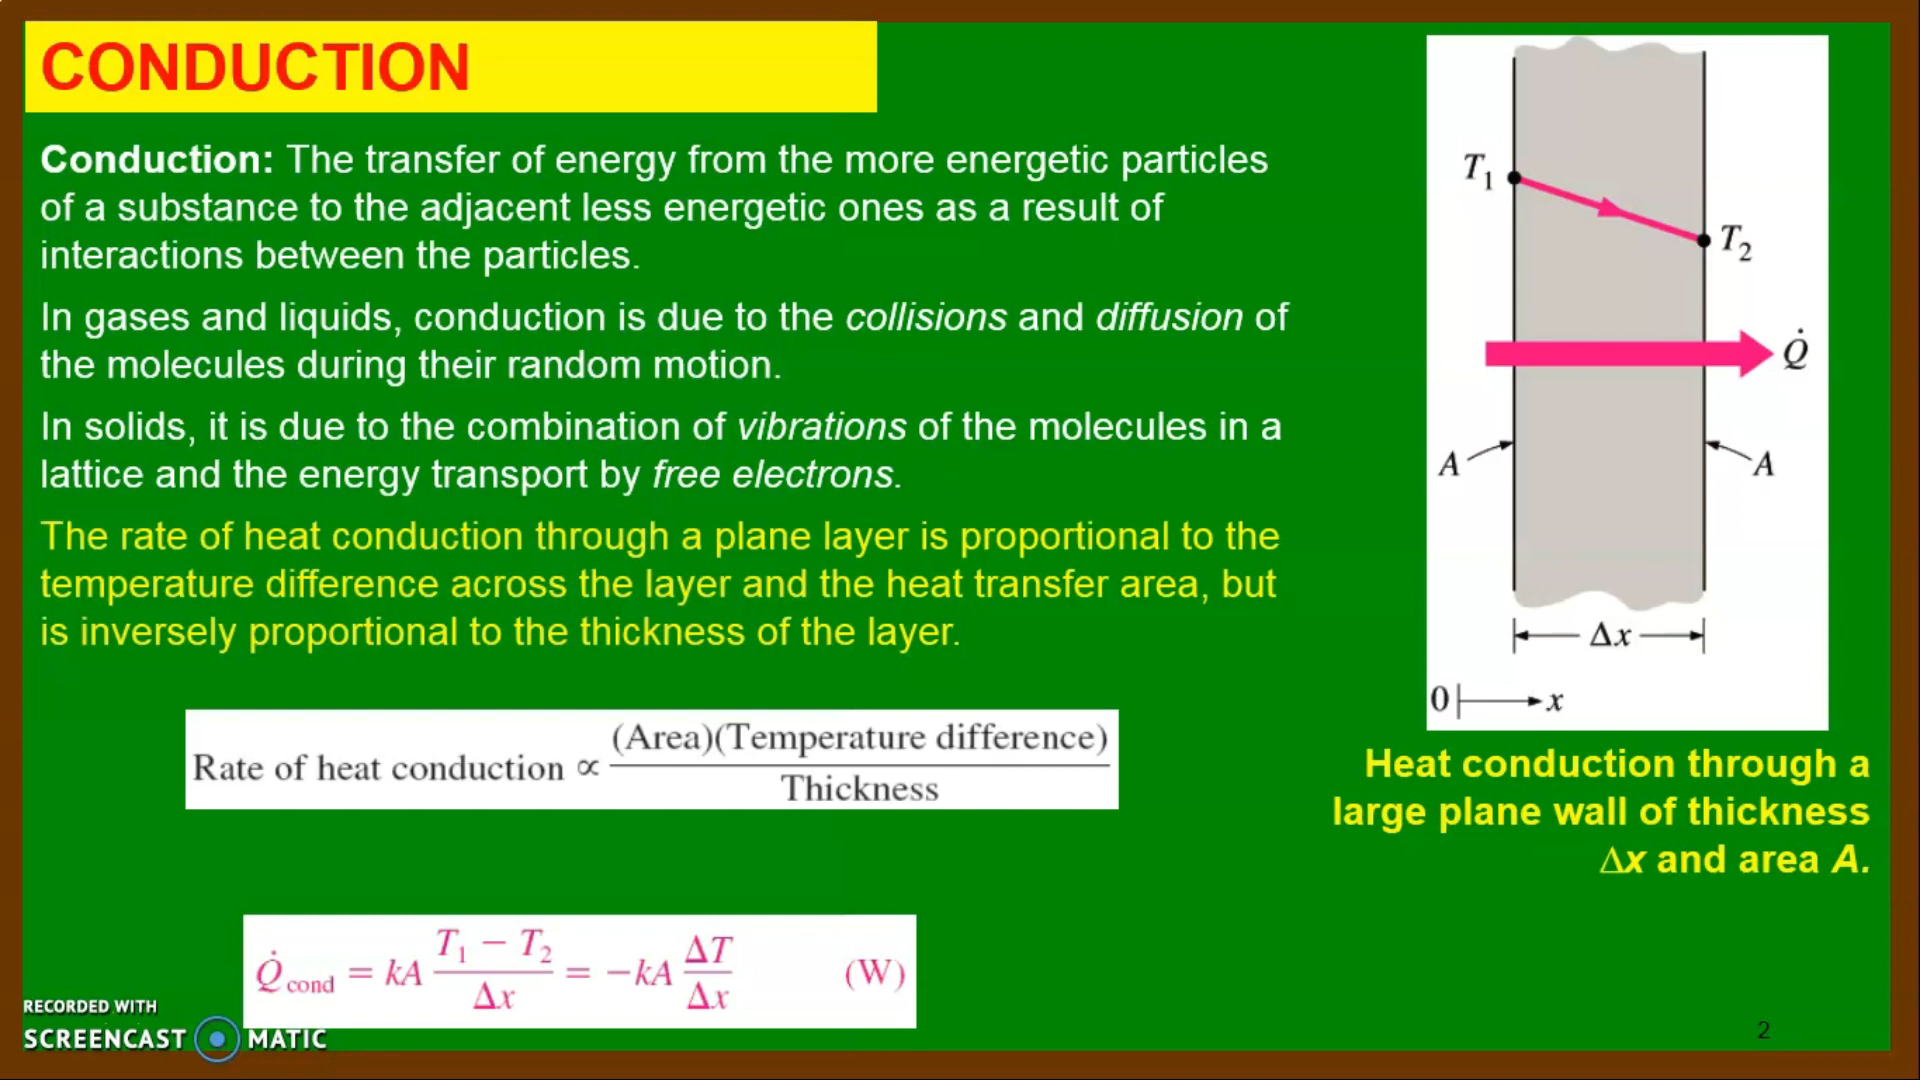 CONDUCTION
Conduction: The transfer of energy from the more energetic particles
of a substance to the adjacent less energetic ones as a result of
interactions between the particles.
In gases and liquids, conduction is due to the collisions and diffusion of
the molecules during their random motion.
In solids, it is due to the combination of vibrations of the molecules in a
lattice and the energy transport by free electrons.
The rate of heat conduction through a plane layer is proportional to the
temperature difference across the layer and the heat transfer area, but
is inversely proportional to the thickness of the layer.
Rate of heat conduction ∝ (Area)(Temperature difference) / Thickness
Q̇cond = kA (T₁ − T₂)/Δx = −kA ΔT/Δx (W)
T₁
T₂
Q̇
A
A
Δx
0
x
Heat conduction through a
large plane wall of thickness
Δx and area A.
RECORDED WITH
SCREENCAST MATIC
2